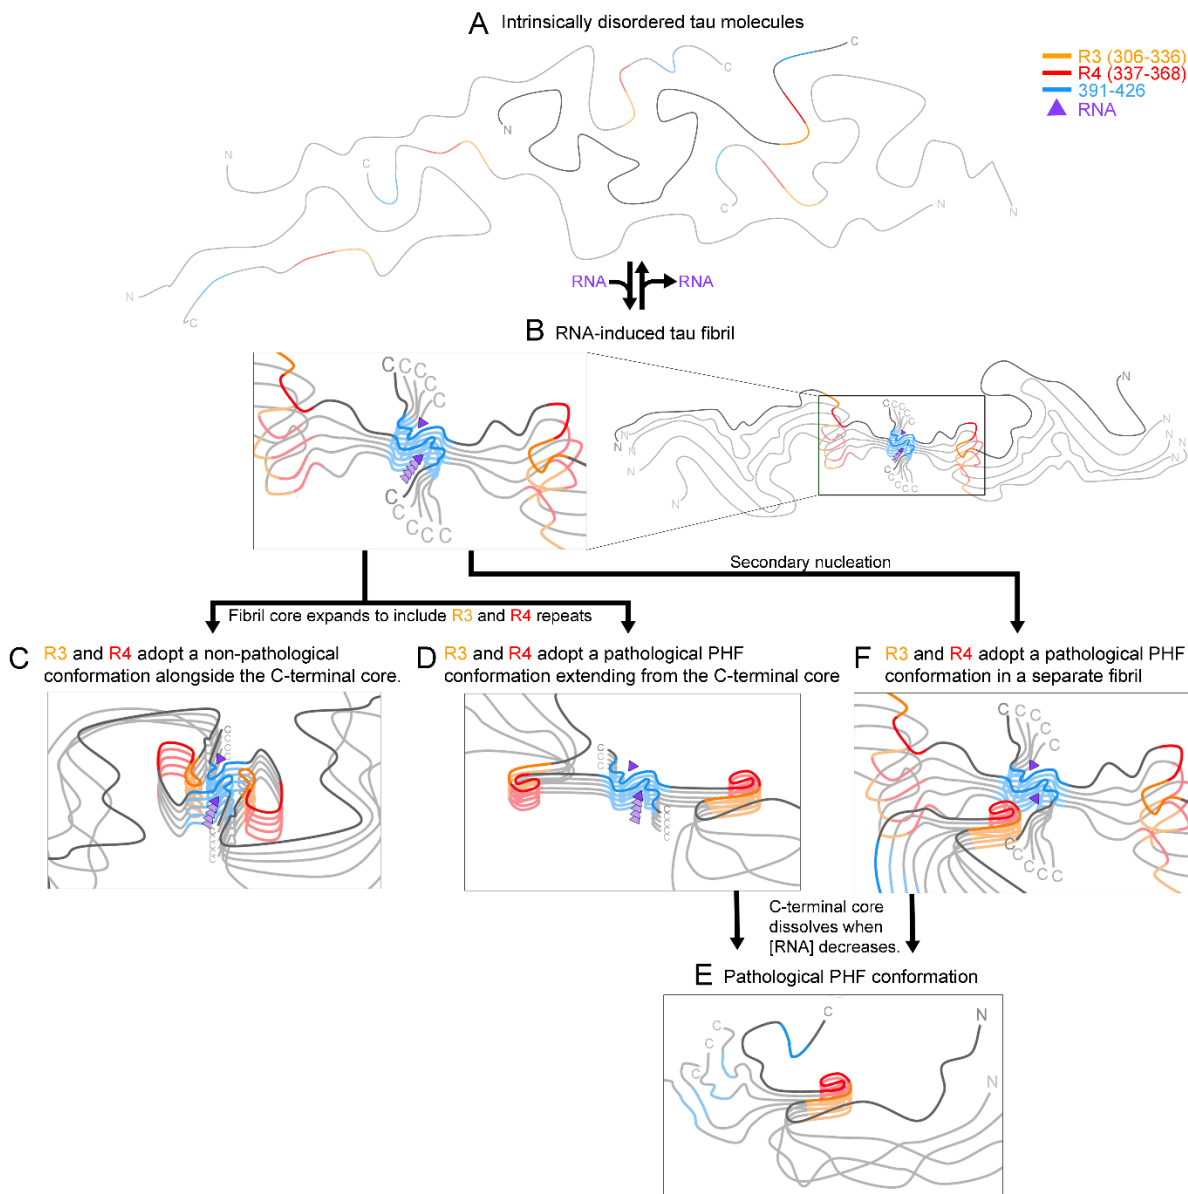 A Intrinsically disordered tau molecules
R3 (306-336)
R4 (337-368)
391-426
RNA
C
C
N
N
C
C
N
N
N
C
RNA RNA
B RNA-induced tau fibril
C C C C C
C C C C C
N
N
N
N
N
N
N
N
C C C C C
C C C C
Secondary nucleation
Fibril core expands to include R3 and R4 repeats
C R3 and R4 adopt a non-pathological
conformation alongside the C-terminal core.
D R3 and R4 adopt a pathological PHF
conformation extending from the C-terminal core
F R3 and R4 adopt a pathological PHF
conformation in a separate fibril
C-terminal core
dissolves when
[RNA] decreases.
E Pathological PHF conformation
C
C
C
C
N
N